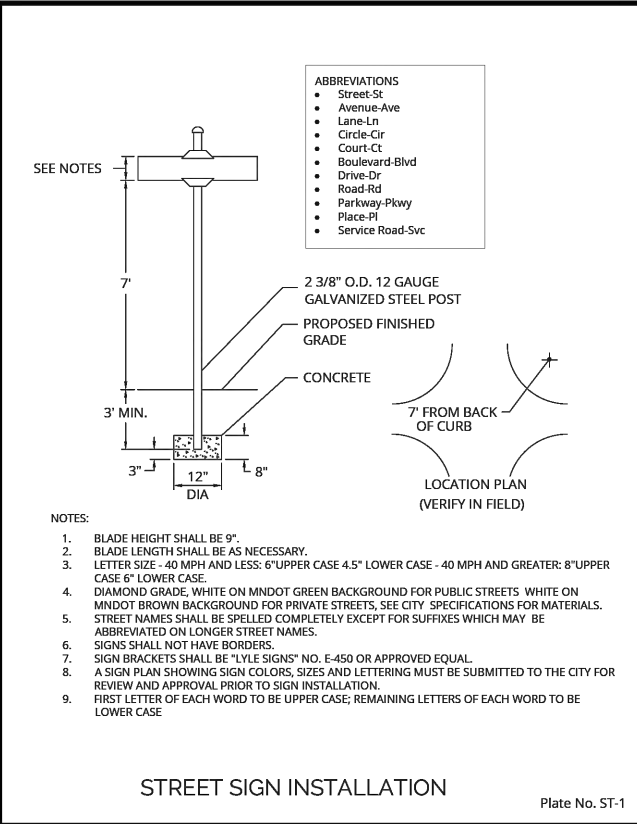 ABBREVIATIONS
• Street-St
• Avenue-Ave
• Lane-Ln
• Circle-Cir
• Court-Ct
• Boulevard-Blvd
• Drive-Dr
• Road-Rd
• Parkway-Pkwy
• Place-Pl
• Service Road-Svc
SEE NOTES
7'
2 3/8" O.D. 12 GAUGE
GALVANIZED STEEL POST
PROPOSED FINISHED
GRADE
CONCRETE
3' MIN.
3"
12"
DIA
8"
7' FROM BACK
OF CURB
LOCATION PLAN
(VERIFY IN FIELD)
NOTES:
1. BLADE HEIGHT SHALL BE 9".
2. BLADE LENGTH SHALL BE AS NECESSARY.
3. LETTER SIZE - 40 MPH AND LESS: 6"UPPER CASE 4.5" LOWER CASE - 40 MPH AND GREATER: 8"UPPER
CASE 6" LOWER CASE.
4. DIAMOND GRADE, WHITE ON MNDOT GREEN BACKGROUND FOR PUBLIC STREETS WHITE ON
MNDOT BROWN BACKGROUND FOR PRIVATE STREETS, SEE CITY SPECIFICATIONS FOR MATERIALS.
5. STREET NAMES SHALL BE SPELLED COMPLETELY EXCEPT FOR SUFFIXES WHICH MAY BE
ABBREVIATED ON LONGER STREET NAMES.
6. SIGNS SHALL NOT HAVE BORDERS.
7. SIGN BRACKETS SHALL BE "LYLE SIGNS" NO. E-450 OR APPROVED EQUAL.
8. A SIGN PLAN SHOWING SIGN COLORS, SIZES AND LETTERING MUST BE SUBMITTED TO THE CITY FOR
REVIEW AND APPROVAL PRIOR TO SIGN INSTALLATION.
9. FIRST LETTER OF EACH WORD TO BE UPPER CASE; REMAINING LETTERS OF EACH WORD TO BE
LOWER CASE
STREET SIGN INSTALLATION
Plate No. ST-1